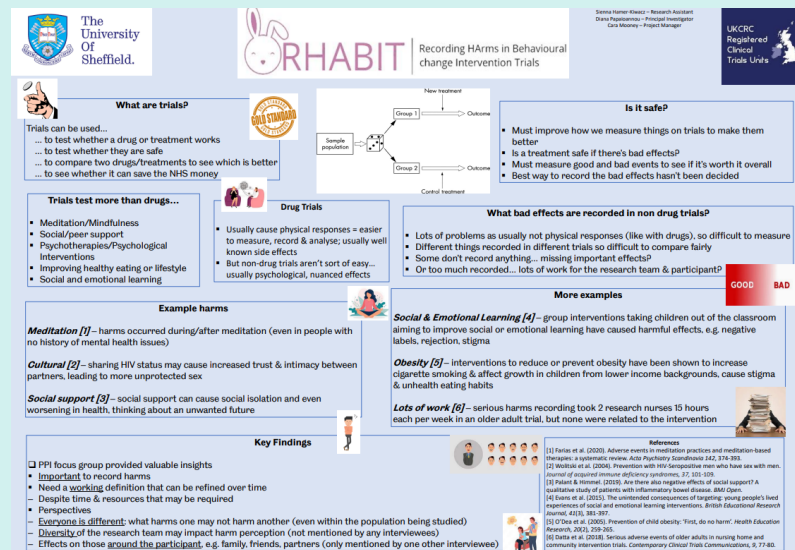 The
University
Of
Sheffield.
RHABIT
Recording HArms in Behavioural
change Intervention Trials
Sienna Hamer-Kiwacz – Research Assistant
Diana Papaioannou – Principal Investigator
Cara Mooney – Project Manager
UKCRC
Registered
Clinical
Trials Units
What are trials?
GOLD STANDARD
Trials can be used...
... to test whether a drug or treatment works
... to test whether they are safe
... to compare two drugs/treatments to see which is better
... to see whether it can save the NHS money
New treatment
Group 1
Outcome
Sample
population
Group 2
Outcome
Control treatment
Is it safe?
▪ Must improve how we measure things on trials to make them
better
▪ Is a treatment safe if there's bad effects?
▪ Must measure good and bad events to see if it's worth it overall
▪ Best way to record the bad effects hasn't been decided
Trials test more than drugs...
▪ Meditation/Mindfulness
▪ Social/peer support
▪ Psychotherapies/Psychological
Interventions
▪ Improving healthy eating or lifestyle
▪ Social and emotional learning
Drug Trials
▪ Usually cause physical responses = easier
to measure, record & analyse; usually well
known side effects
▪ But non-drug trials aren't sort of easy...
usually psychological, nuanced effects
What bad effects are recorded in non drug trials?
▪ Lots of problems as usually not physical responses (like with drugs), so difficult to measure
▪ Different things recorded in different trials so difficult to compare fairly
▪ Some don't record anything... missing important effects?
▪ Or too much recorded... lots of work for the research team & participant?
GOOD BAD
Example harms
Meditation [1] – harms occurred during/after meditation (even in people with
no history of mental health issues)
Cultural [2] – sharing HIV status may cause increased trust & intimacy between
partners, leading to more unprotected sex
Social support [3] – social support can cause social isolation and even
worsening in health, thinking about an unwanted future
More examples
Social & Emotional Learning [4] – group interventions taking children out of the classroom
aiming to improve social or emotional learning have caused harmful effects, e.g. negative
labels, rejection, stigma
Obesity [5] – interventions to reduce or prevent obesity have been shown to increase
cigarette smoking & affect growth in children from lower income backgrounds, cause stigma
& unhealth eating habits
Lots of work [6] – serious harms recording took 2 research nurses 15 hours
each per week in an older adult trial, but none were related to the intervention
Key Findings
❑ PPI focus group provided valuable insights
▪ Important to record harms
▪ Need a working definition that can be refined over time
– Despite time & resources that may be required
▪ Perspectives
– Everyone is different: what harms one may not harm another (even within the population being studied)
– Diversity of the research team may impact harm perception (not mentioned by any interviewees)
– Effects on those around the participant, e.g. family, friends, partners (only mentioned by one other interviewee)
References
[1] Farias et al. (2020). Adverse events in meditation practices and meditation-based
therapies: a systematic review. Acta Psychiatry Scandinavia 142, 374-393.
[2] Wolitski et al. (2004). Prevention with HIV-Seropositive men who have sex with men.
Journal of acquired immune deficiency syndromes, 37, 101-109.
[3] Palant & Himmel. (2019). Are there also negative effects of social support? A
qualitative study of patients with inflammatory bowel disease. BMJ Open.
[4] Evans et al. (2015). The unintended consequences of targeting: young people's lived
experiences of social and emotional learning interventions. British Educational Research
Journal, 41(3), 381-397.
[5] O'Dea et al. (2005). Prevention of child obesity: 'First, do no harm'. Health Education
Research, 20(2), 259-265.
[6] Datta et al. (2018). Serious adverse events of older adults in nursing home and
community intervention trials. Contemporary Clinical Trials Communications, 9, 77-80.